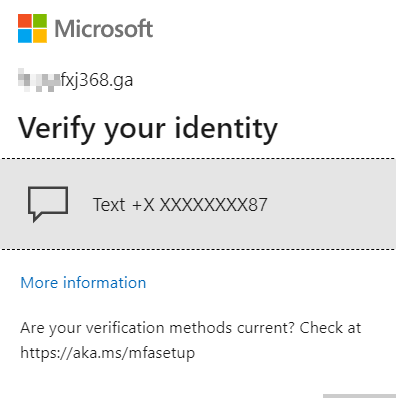 Microsoft
fxj368.ga
Verify your identity
Text +X XXXXXXXX87
More information
Are your verification methods current? Check at
https://aka.ms/mfasetup